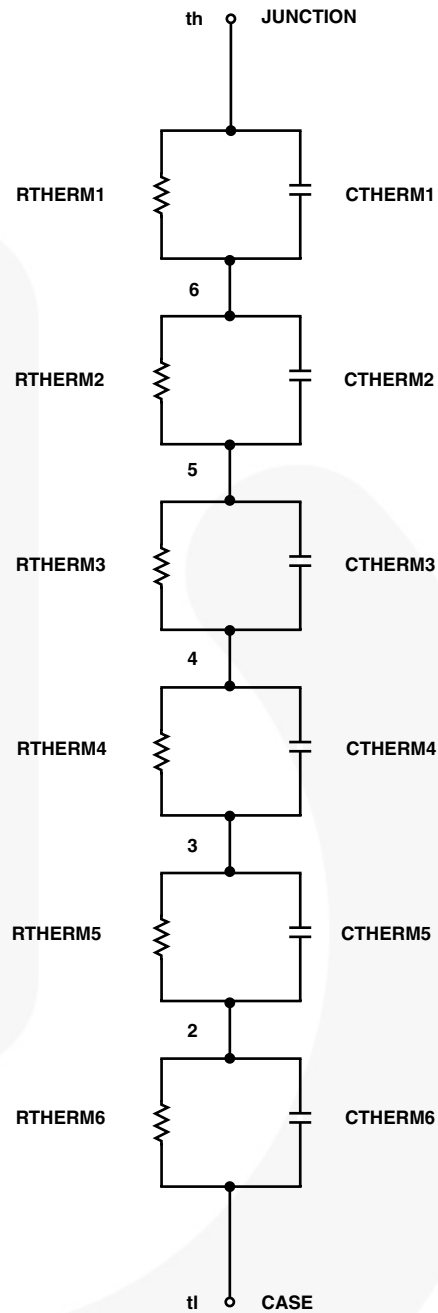 th JUNCTION
RTHERM1 CTHERM1
6
RTHERM2 CTHERM2
5
RTHERM3 CTHERM3
4
RTHERM4 CTHERM4
3
RTHERM5 CTHERM5
2
RTHERM6 CTHERM6
tl CASE